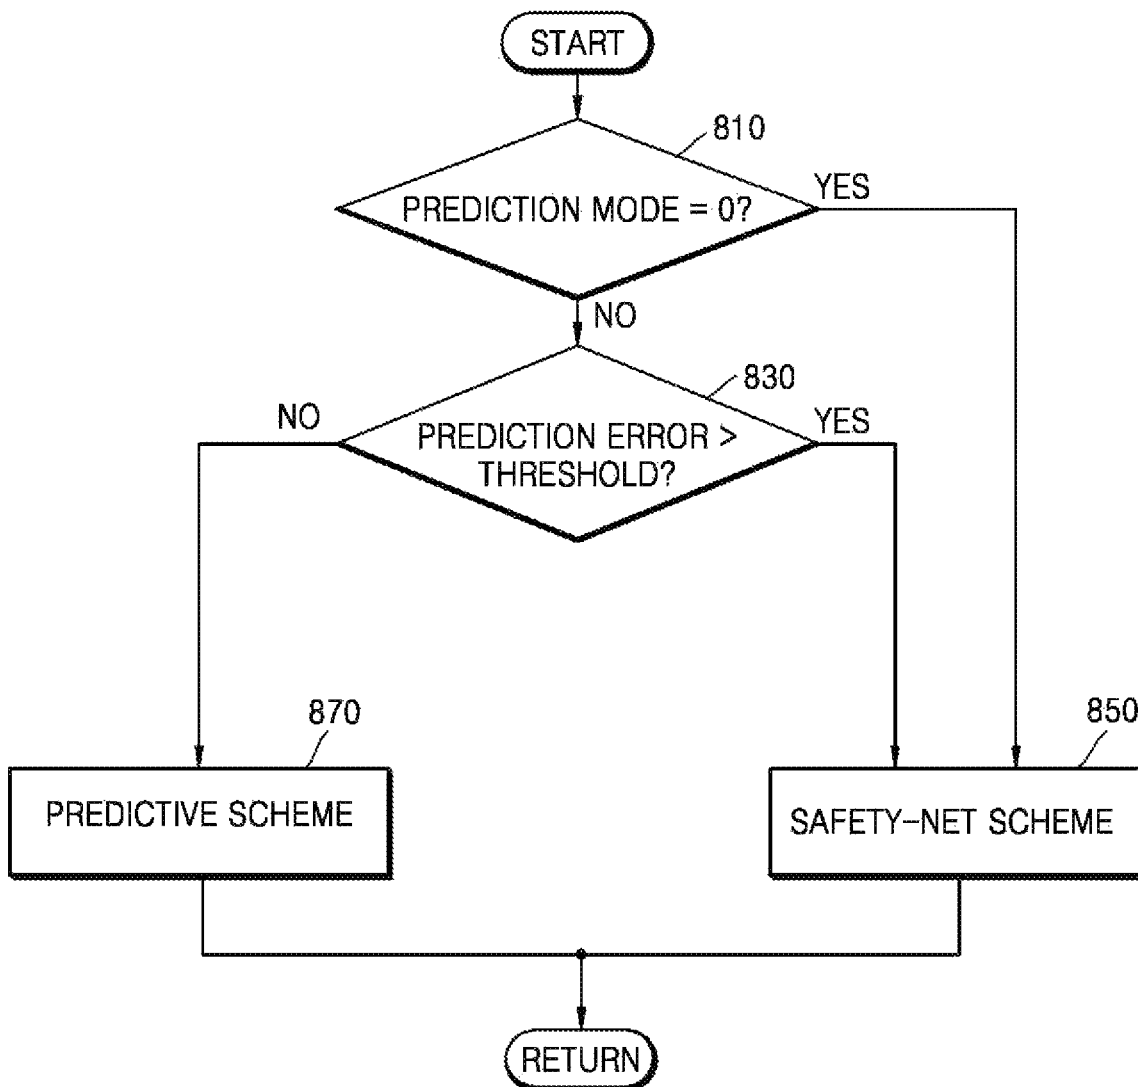 START
810
PREDICTION MODE = 0?
YES
NO
830
NO
YES
PREDICTION ERROR >
THRESHOLD?
870
850
PREDICTIVE SCHEME
SAFETY-NET SCHEME
RETURN